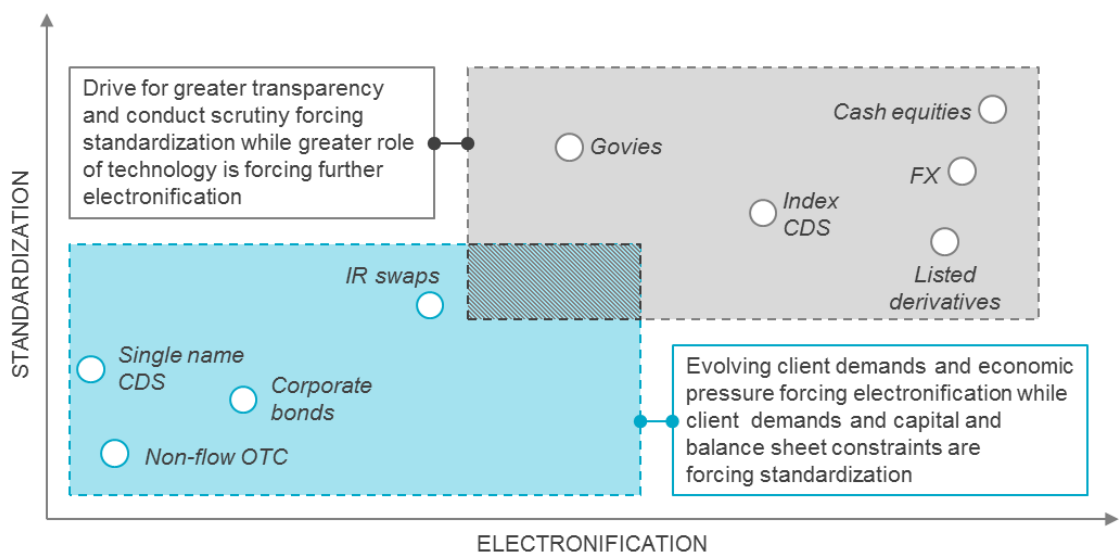 Drive for greater transparency
and conduct scrutiny forcing
standardization while greater role
of technology is forcing further
electronification
Cash equities
Govies
FX
Index
CDS
Listed
derivatives
IR swaps
Single name
CDS
Corporate
bonds
Non-flow OTC
Evolving client demands and economic
pressure forcing electronification while
client demands and capital and
balance sheet constraints are
forcing standardization
STANDARDIZATION
ELECTRONIFICATION